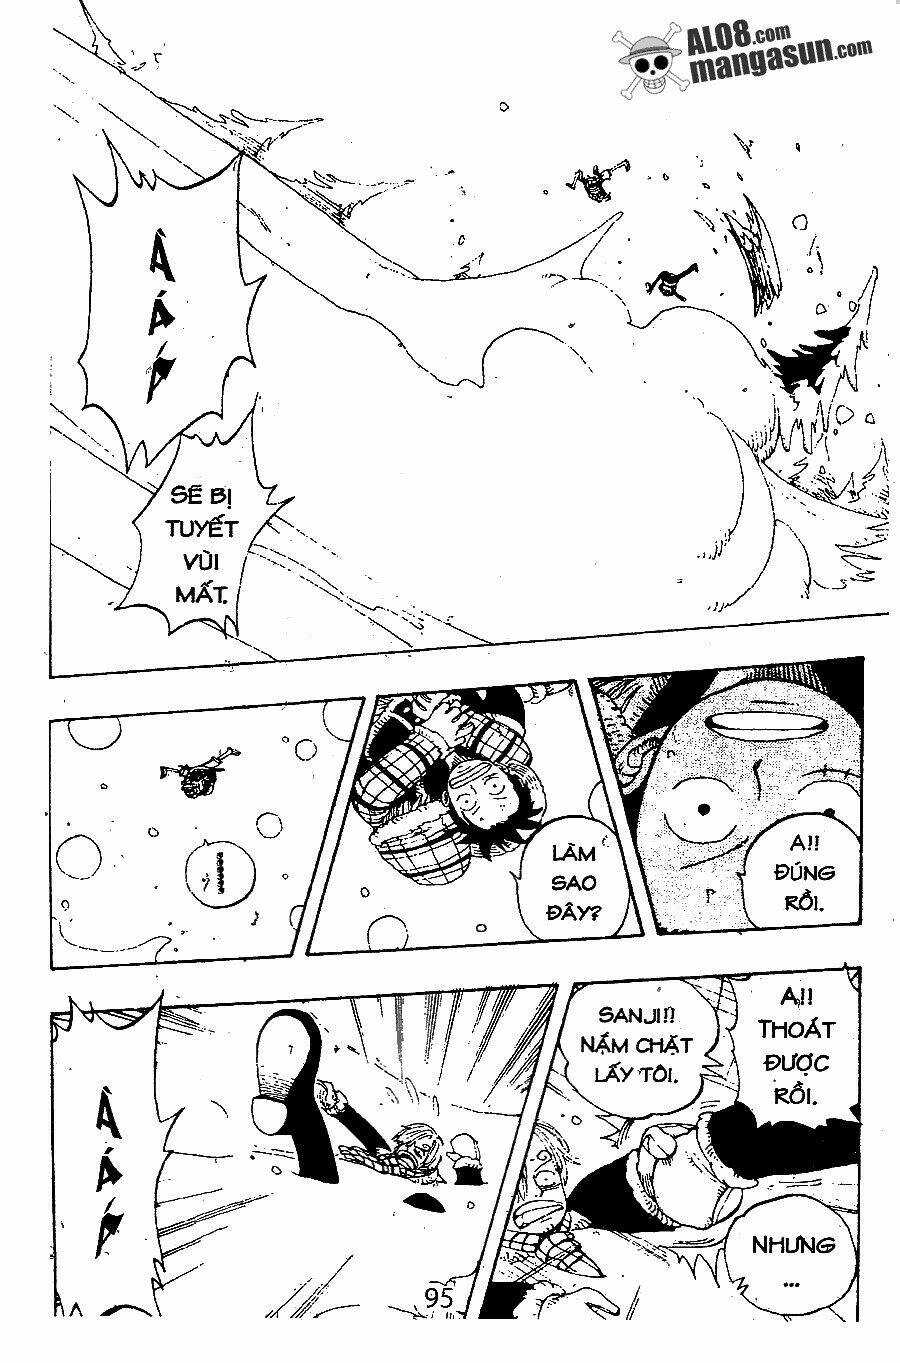 ALO8.com
mangasun.com
À
Á
Á
SẼ BỊ
TUYẾT
VÙI
MẤT.
A!!
ĐÚNG
RỒI.
LÀM
SAO
ĐÂY?
A!!
THOÁT
ĐƯỢC
RỒI.
SANJI!!
NẮM CHẶT
LẤY TÔI.
NHƯNG
...
À
Á
Á
95